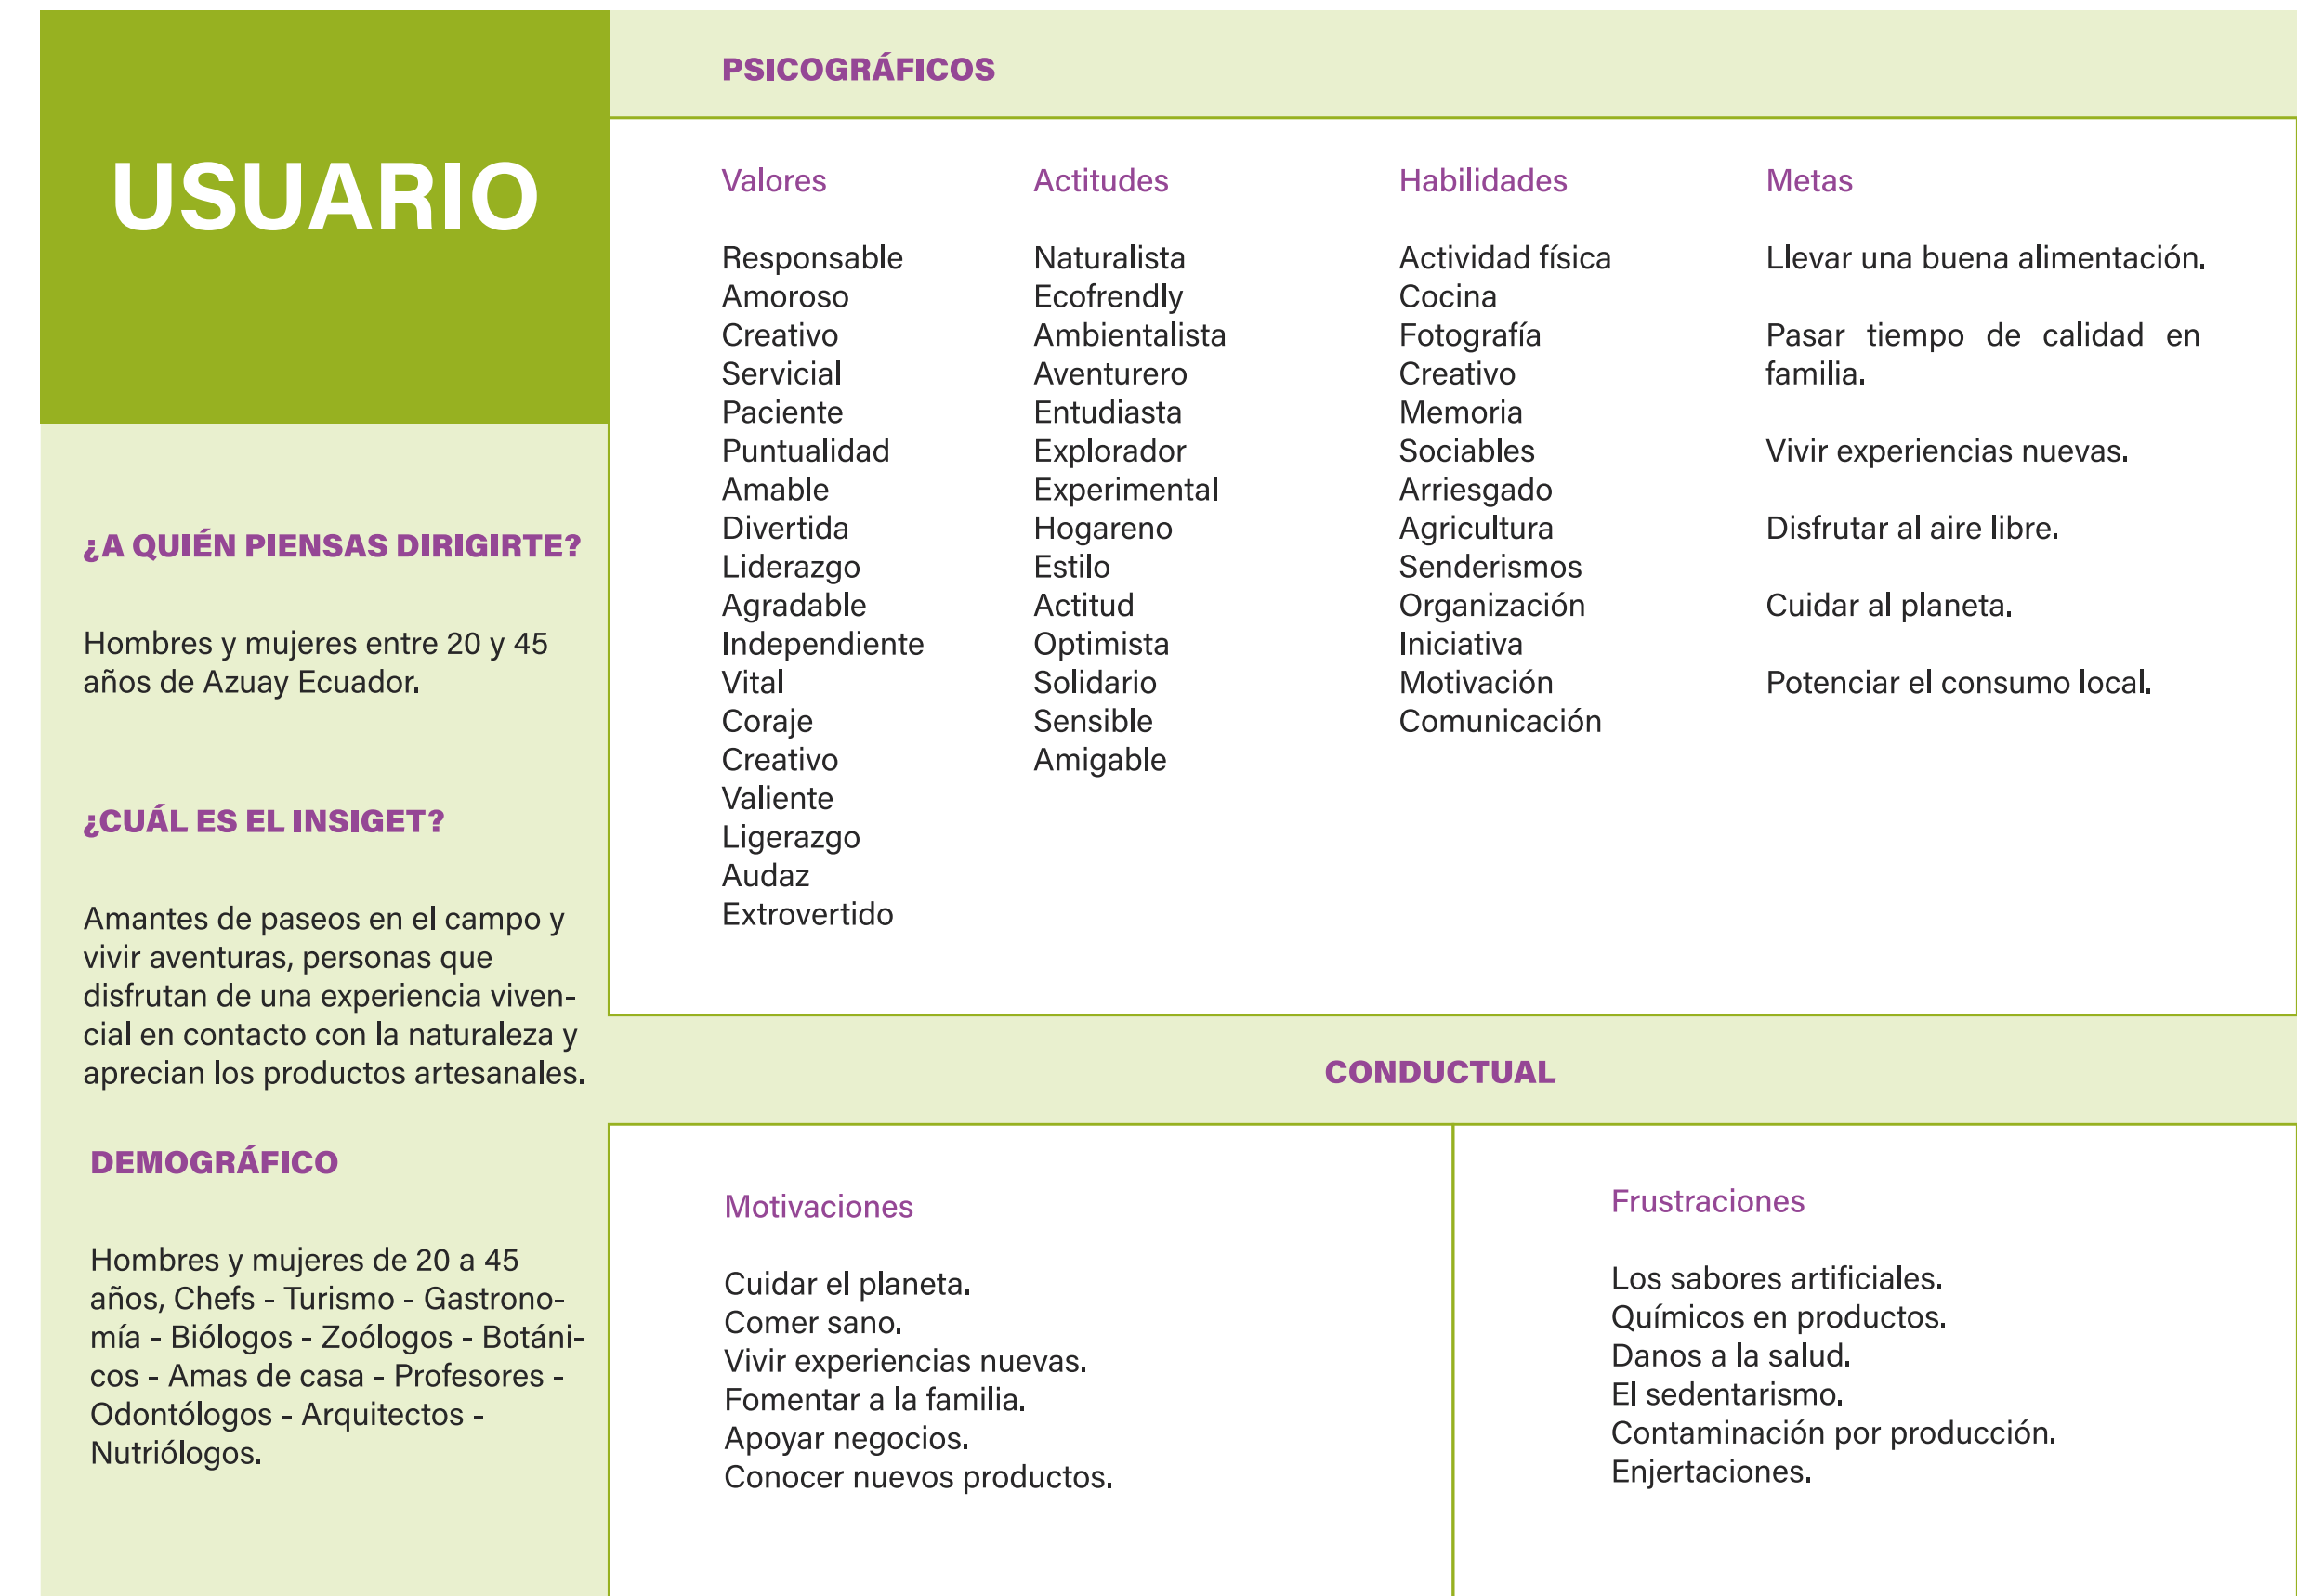 USUARIO
¿A QUIÉN PIENSAS DIRIGIRTE?
Hombres y mujeres entre 20 y 45
años de Azuay Ecuador.
¿CUÁL ES EL INSIGET?
Amantes de paseos en el campo y
vivir aventuras, personas que
disfrutan de una experiencia viven-
cial en contacto con la naturaleza y
aprecian los productos artesanales.
DEMOGRÁFICO
Hombres y mujeres de 20 a 45
años, Chefs - Turismo - Gastrono-
mía - Biólogos - Zoólogos - Botáni-
cos - Amas de casa - Profesores -
Odontólogos - Arquitectos -
Nutriólogos.
PSICOGRÁFICOS
Valores
Responsable
Amoroso
Creativo
Servicial
Paciente
Puntualidad
Amable
Divertida
Liderazgo
Agradable
Independiente
Vital
Coraje
Creativo
Valiente
Ligerazgo
Audaz
Extrovertido
Actitudes
Naturalista
Ecofrendly
Ambientalista
Aventurero
Entudiasta
Explorador
Experimental
Hogareno
Estilo
Actitud
Optimista
Solidario
Sensible
Amigable
Habilidades
Actividad física
Cocina
Fotografía
Creativo
Memoria
Sociables
Arriesgado
Agricultura
Senderismos
Organización
Iniciativa
Motivación
Comunicación
Metas
Llevar una buena alimentación.
Pasar tiempo de calidad en
familia.
Vivir experiencias nuevas.
Disfrutar al aire libre.
Cuidar al planeta.
Potenciar el consumo local.
CONDUCTUAL
Motivaciones
Cuidar el planeta.
Comer sano.
Vivir experiencias nuevas.
Fomentar a la familia.
Apoyar negocios.
Conocer nuevos productos.
Frustraciones
Los sabores artificiales.
Químicos en productos.
Danos a la salud.
El sedentarismo.
Contaminación por producción.
Enjertaciones.